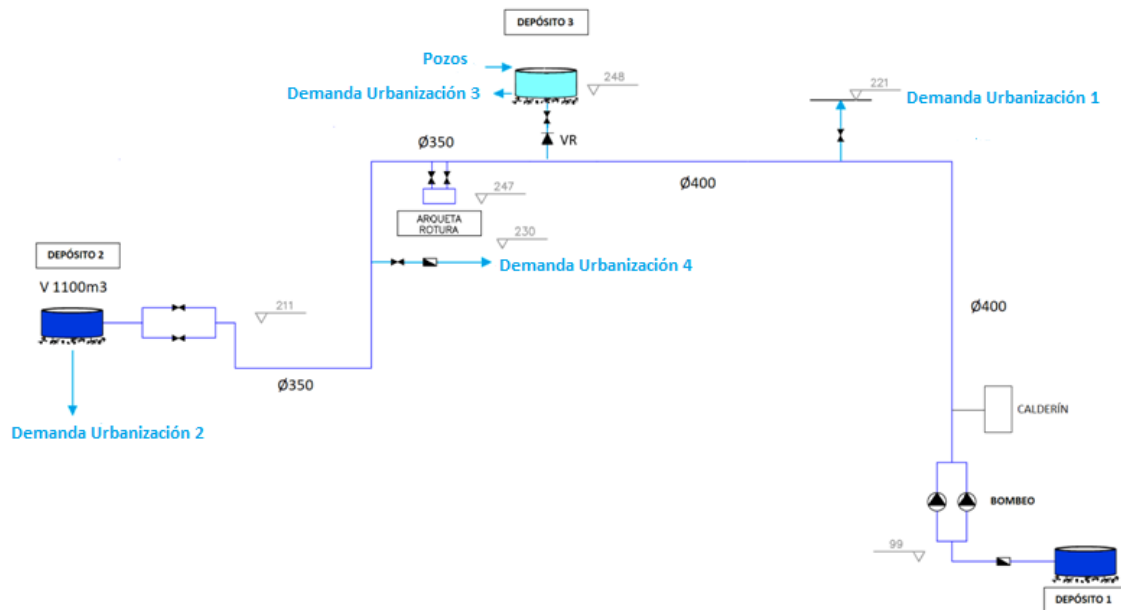 DEPÓSITO 3
Pozos
248
Demanda Urbanización 3
221
Demanda Urbanización 1
Ø350
VR
Ø400
247
ARQUETA
ROTURA
230
Demanda Urbanización 4
DEPÓSITO 2
V 1100m3
211
Ø400
Ø350
CALDERÍN
Demanda Urbanización 2
BOMBEO
99
DEPÓSITO 1